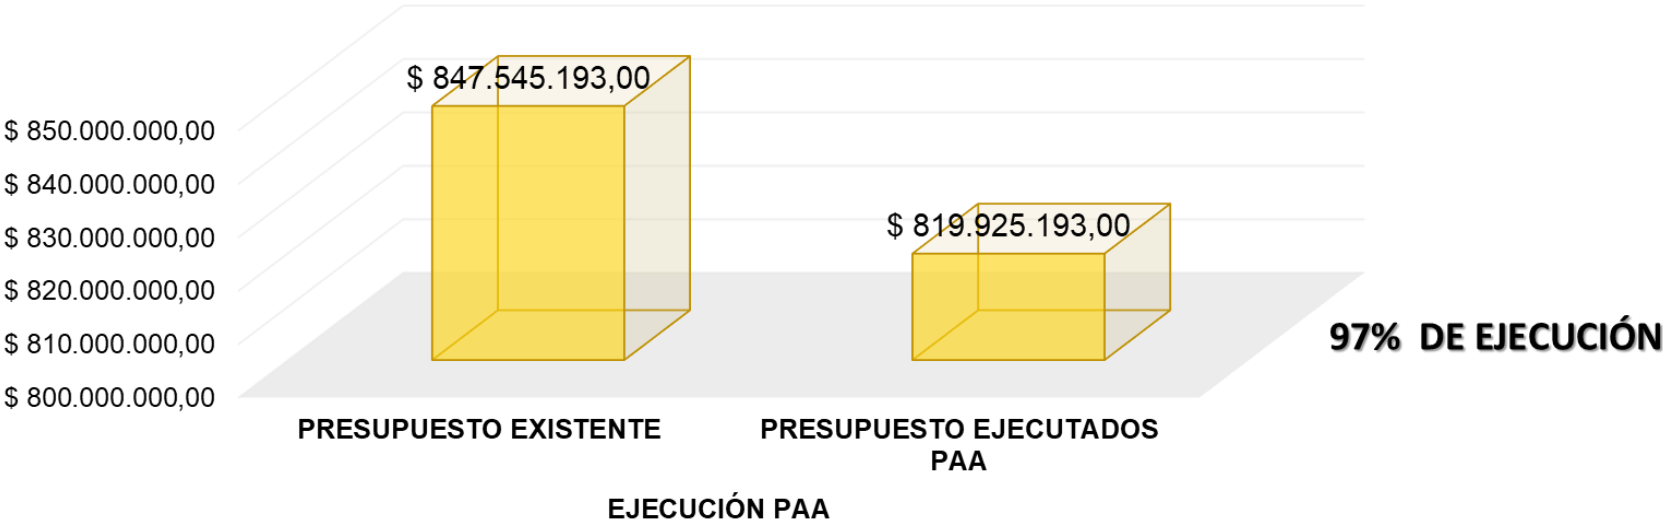 $ 847.545.193,00
$ 819.925.193,00
$ 850.000.000,00
$ 840.000.000,00
$ 830.000.000,00
$ 820.000.000,00
$ 810.000.000,00
$ 800.000.000,00
97% DE EJECUCIÓN
PRESUPUESTO EXISTENTE
PRESUPUESTO EJECUTADOS
PAA
EJECUCIÓN PAA